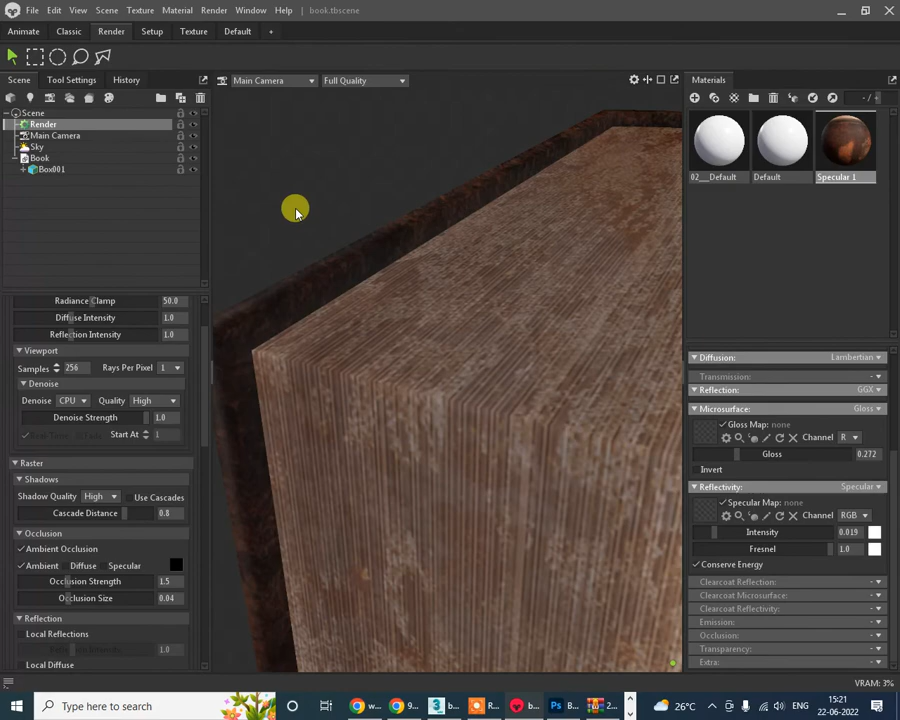 File Edit View Scene Texture Material Render Window Help book.tbscene
Animate Classic Render Setup Texture Default +
Scene Tool Settings History
Main Camera Full Quality
Materials
Scene
Render
Main Camera
Sky
Book
Box001
02__Default Default Specular 1
Radiance Clamp 50.0
Diffuse Intensity 1.0
Reflection Intensity 1.0
Viewport
Samples 256 Rays Per Pixel 1
Denoise
Denoise CPU Quality High
Denoise Strength 1.0
Start At 1
Raster
Shadows
Shadow Quality High Use Cascades
Cascade Distance 0.8
Occlusion
Ambient Occlusion
Ambient Diffuse Specular
Occlusion Strength 1.5
Occlusion Size 0.04
Reflection
Local Reflections
1.0
Local Diffuse
Diffusion: Lambertian
Transmission: -
Reflection: GGX
Microsurface: Gloss
Gloss Map: none
Channel R
Gloss 0.272
Invert
Reflectivity: Specular
Specular Map: none
Channel RGB
Intensity 0.019
Fresnel 1.0
Conserve Energy
Clearcoat Reflection: -
Clearcoat Microsurface: -
Clearcoat Reflectivity: -
Emission: -
Occlusion: -
Transparency: -
Extra: -
VRAM: 3%
Type here to search
26°C
ENG
15:21
22-06-2022